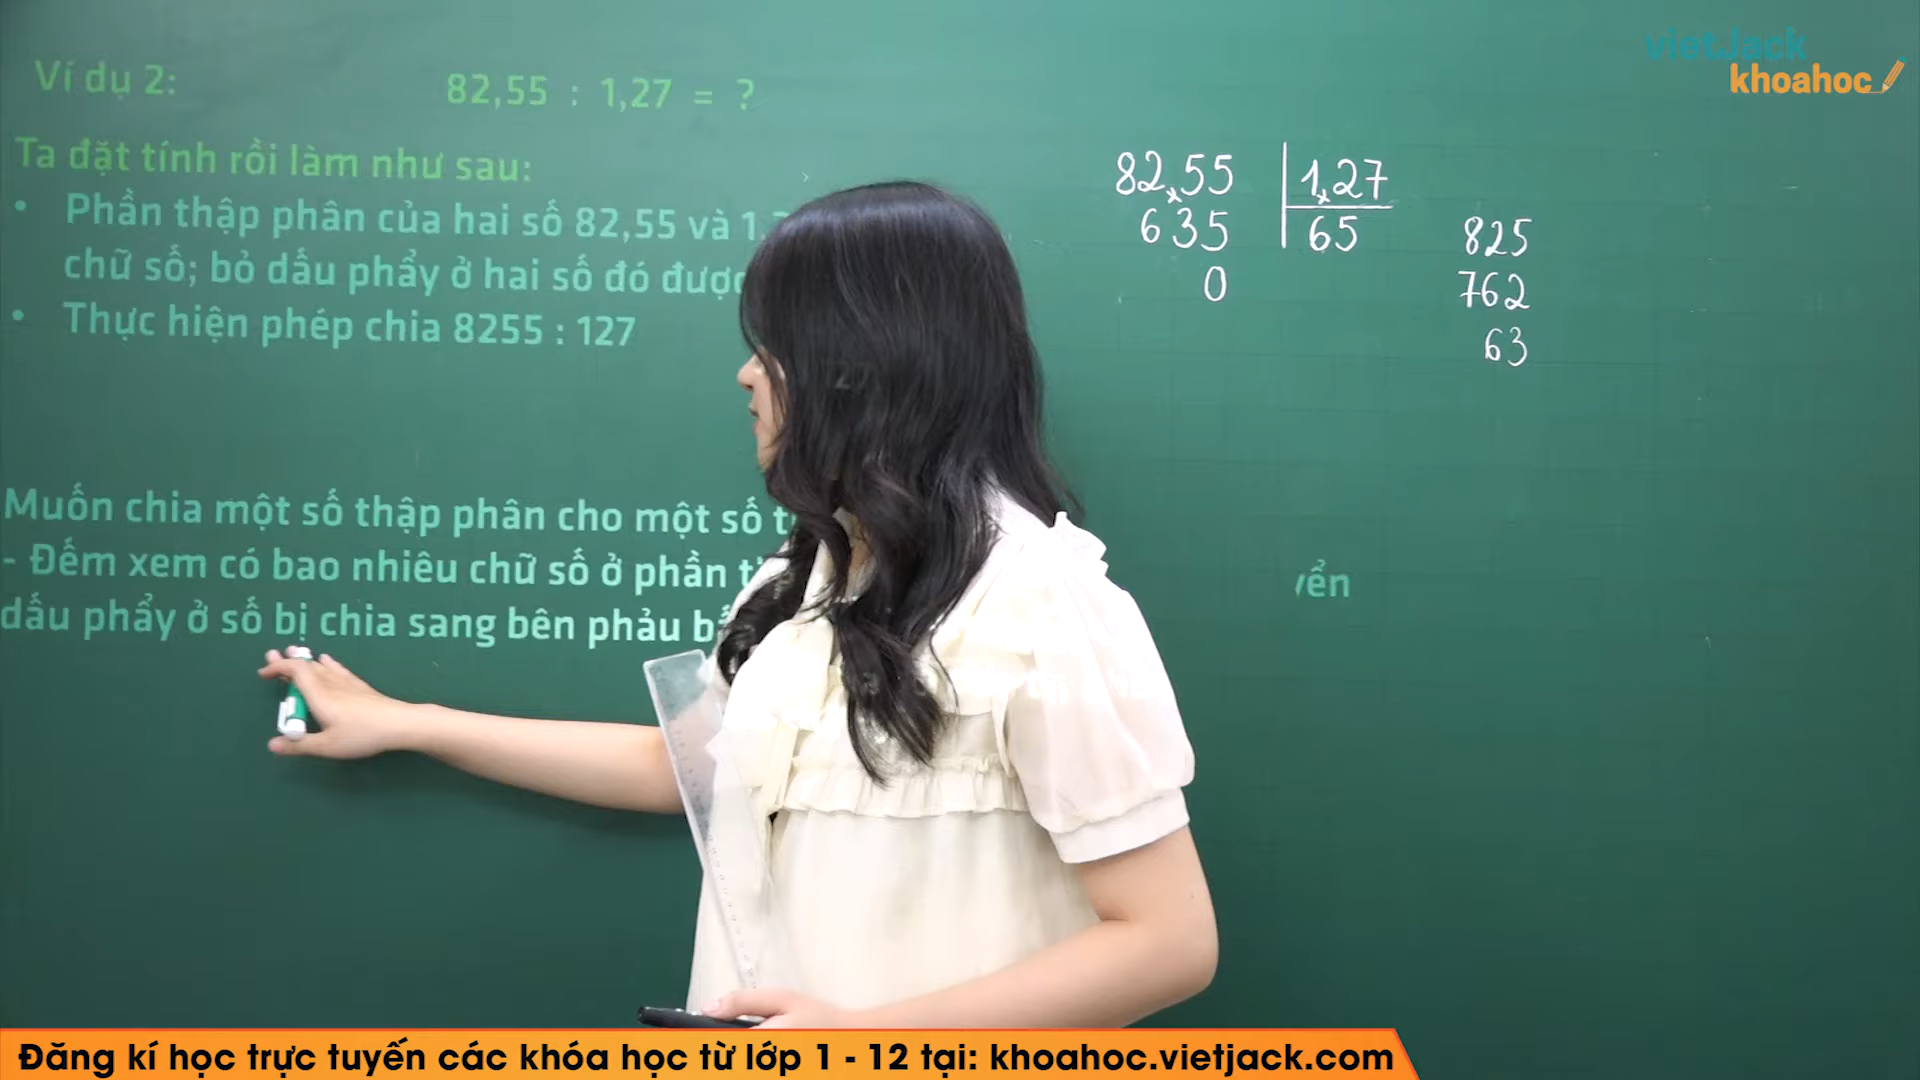 vietJack
khoahoc
Ví dụ 2:
82,55 : 1,27 = ?
Ta đặt tính rồi làm như sau:
• Phần thập phân của hai số 82,55 và 1,
chữ số; bỏ dấu phẩy ở hai số đó được
• Thực hiện phép chia 8255 : 127
82,55 1,27
635 65
0
825
762
63
Muốn chia một số thập phân cho một số
- Đếm xem có bao nhiêu chữ số ở phần
dấu phẩy ở số bị chia sang bên phảu
Đăng kí học trực tuyến các khóa học từ lớp 1 - 12 tại: khoahoc.vietjack.com